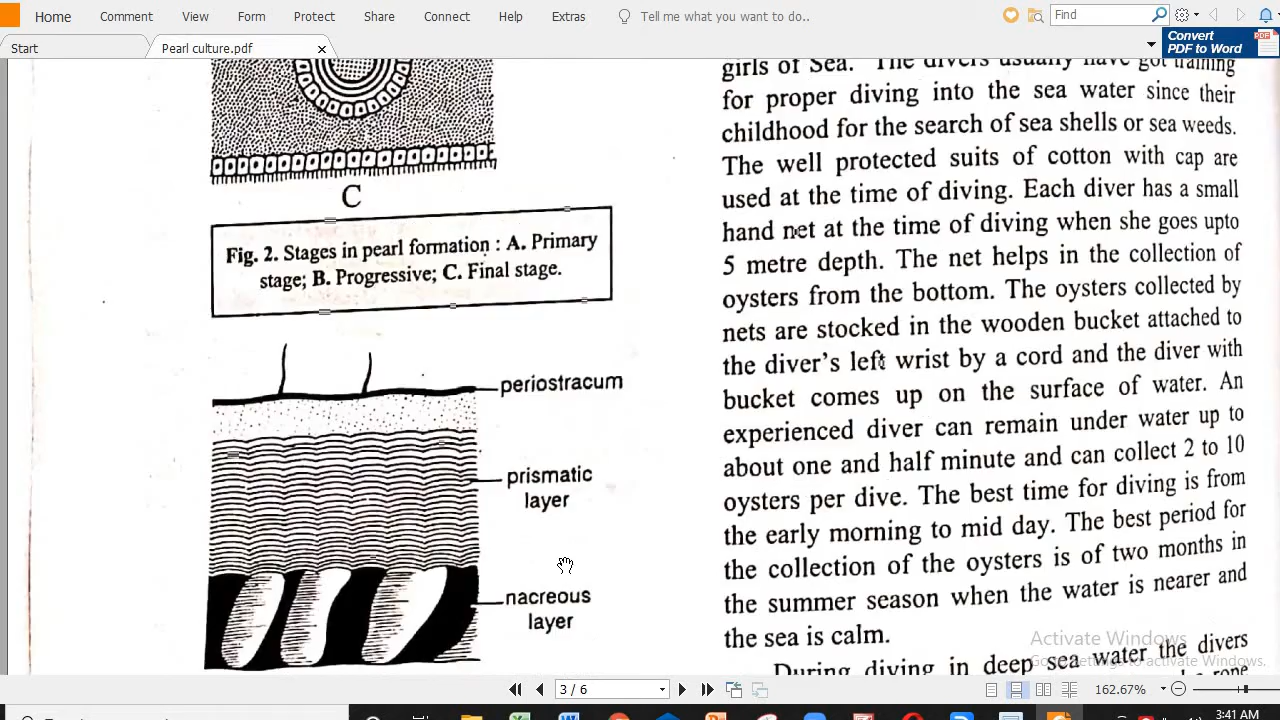 Home Comment View Form Protect Share Connect Help Extras Tell me what you want to do.. Find
Start Pearl culture.pdf x
Convert
PDF to Word
PDF
C
Fig. 2. Stages in pearl formation : A. Primary
stage; B. Progressive; C. Final stage.
periostracum
prismatic
layer
nacreous
layer
girls of Sea. The divers usually have got training
for proper diving into the sea water since their
childhood for the search of sea shells or sea weeds.
The well protected suits of cotton with cap are
used at the time of diving. Each diver has a small
hand net at the time of diving when she goes upto
5 metre depth. The net helps in the collection of
oysters from the bottom. The oysters collected by
nets are stocked in the wooden bucket attached to
the diver's left wrist by a cord and the diver with
bucket comes up on the surface of water. An
experienced diver can remain under water up to
about one and half minute and can collect 2 to 10
oysters per dive. The best time for diving is from
the early morning to mid day. The best period for
the collection of the oysters is of two months in
the summer season when the water is nearer and
the sea is calm.
During diving in deep sea water the divers
Activate Windows
Go to Settings to activate Windows.
3 / 6
162.67%
3:41 AM